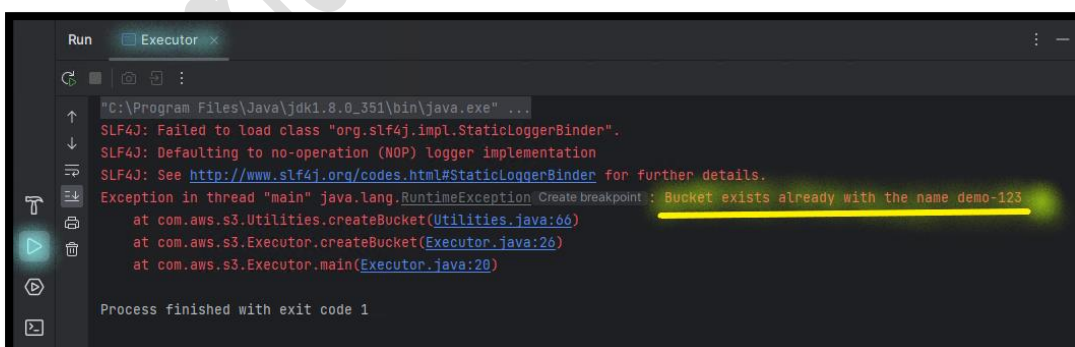 Run Executor
"C:\Program Files\Java\jdk1.8.0_351\bin\java.exe" ...
SLF4J: Failed to load class "org.slf4j.impl.StaticLoggerBinder".
SLF4J: Defaulting to no-operation (NOP) logger implementation
SLF4J: See http://www.slf4j.org/codes.html#StaticLoggerBinder for further details.
Exception in thread "main" java.lang.RuntimeException Create breakpoint : Bucket exists already with the name demo-123
at com.aws.s3.Utilities.createBucket(Utilities.java:66)
at com.aws.s3.Executor.createBucket(Executor.java:26)
at com.aws.s3.Executor.main(Executor.java:20)
Process finished with exit code 1